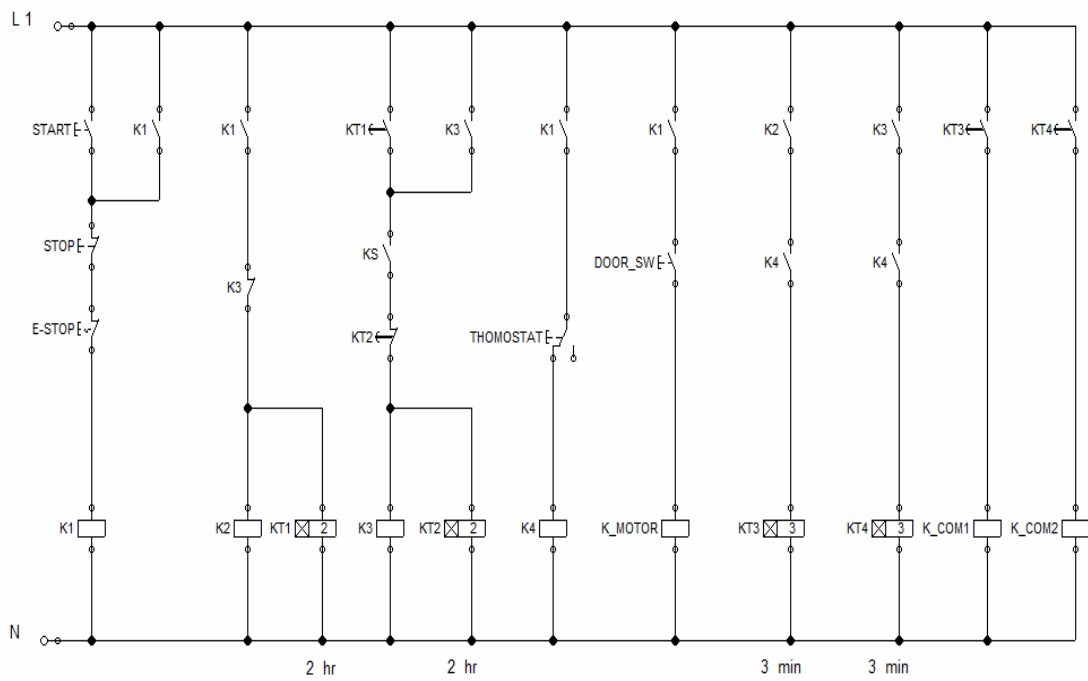 L 1
START K1 K1 KT1 K3 K1 K1 K2 K3 KT3 KT4
STOP KS DOOR_SW K4 K4
K3
E-STOP KT2 THOMOSTAT
K1 K2 KT1 2 K3 KT2 2 K4 K_MOTOR KT3 3 KT4 3 K_COM1 K_COM2
N
2 hr 2 hr 3 min 3 min